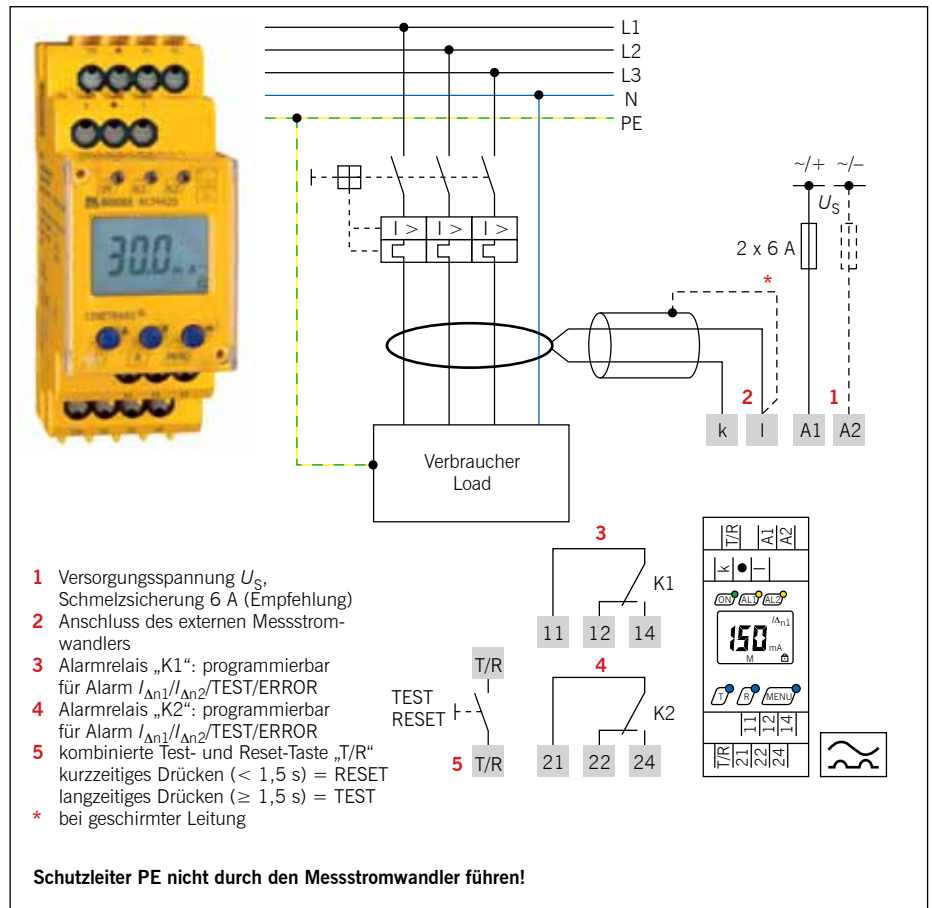 L1
L2
L3
N
PE
~/+ ~/–
U_S
2 x 6 A
I > I > I >
30.0 mA
*
2 1
k l A1 A2
Verbraucher
Load
1 Versorgungsspannung U_S,
Schmelzsicherung 6 A (Empfehlung)
2 Anschluss des externen Messstrom-
wandlers
3 Alarmrelais „K1“: programmierbar
für Alarm I_Δn1/I_Δn2/TEST/ERROR
4 Alarmrelais „K2“: programmierbar
für Alarm I_Δn1/I_Δn2/TEST/ERROR
5 kombinierte Test- und Reset-Taste „T/R“
kurzzeitiges Drücken (< 1,5 s) = RESET
langzeitiges Drücken (≥ 1,5 s) = TEST
* bei geschirmter Leitung
3
K1
11 12 14
T/R
TEST
RESET
5 T/R
4
K2
21 22 24
T/R A1 A2
k l
ON AL1 AL2
I_Δn1
150 mA
M
T R MENU
11 12 14
T/R 21 22 24
Schutzleiter PE nicht durch den Messstromwandler führen!